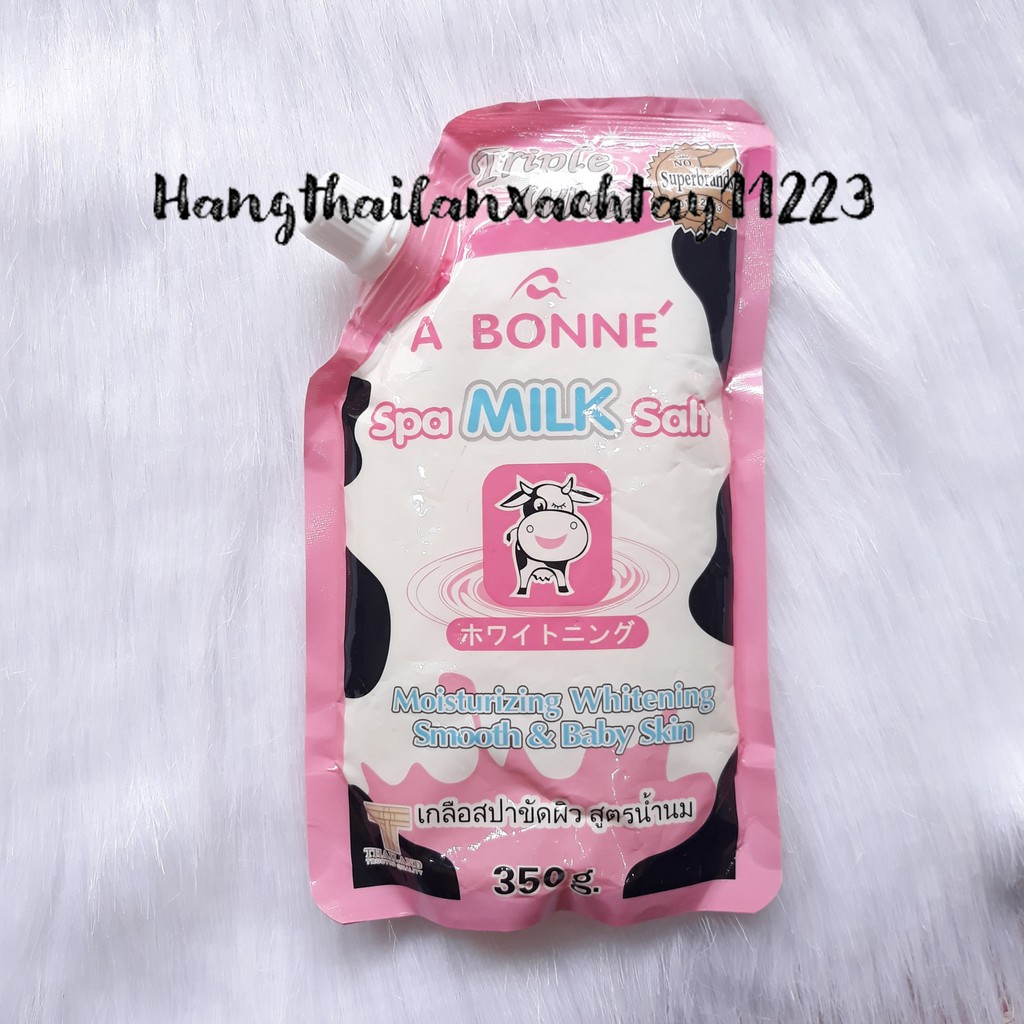 Triple
NO.
Superbrand
Hangthailanxachtay11223
A BONNE'
Spa MILK Salt
ホワイトニング
Moisturizing Whitening
Smooth & Baby Skin
เกลือสปาขัดผิว สูตรน้ำนม
THAILAND
350 g.